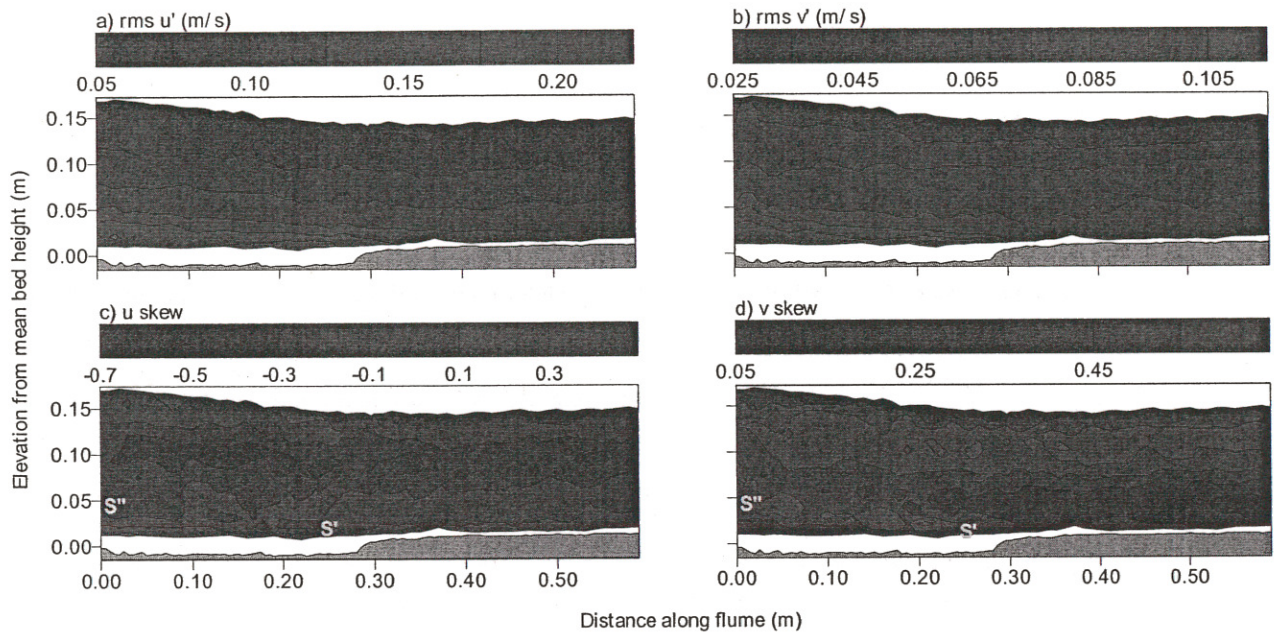 a) rms u' (m/s)
0.05 0.10 0.15 0.20
b) rms v' (m/s)
0.025 0.045 0.065 0.085 0.105
0.15
0.10
0.05
0.00
c) u skew
-0.7 -0.5 -0.3 -0.1 0.1 0.3
d) v skew
0.05 0.25 0.45
0.15
0.10
0.05
0.00
S"
S'
S"
S'
0.00 0.10 0.20 0.30 0.40 0.50
0.00 0.10 0.20 0.30 0.40 0.50
Elevation from mean bed height (m)
Distance along flume (m)